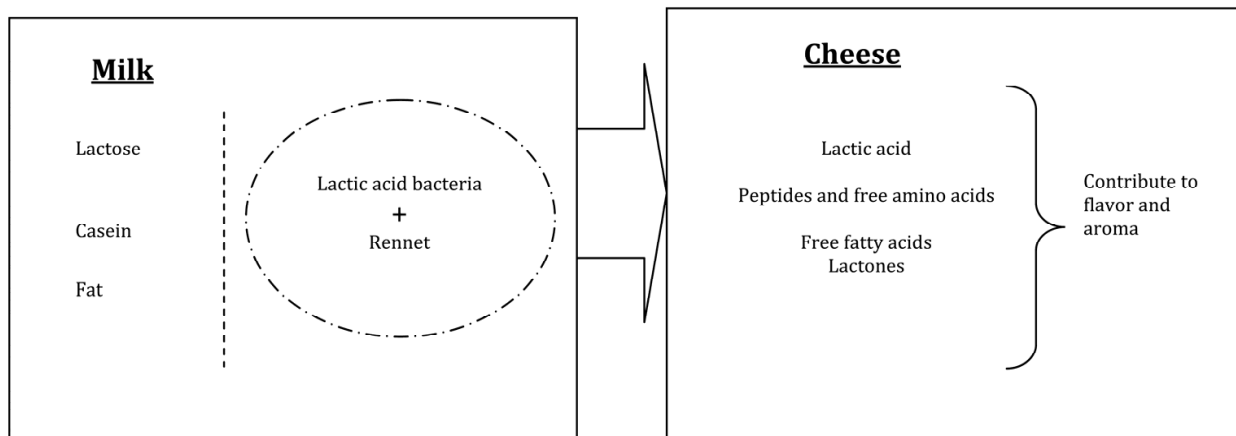 Milk
Lactose
Casein
Fat
Lactic acid bacteria
+
Rennet
Cheese
Lactic acid
Peptides and free amino acids
Free fatty acids
Lactones
Contribute to
flavor and
aroma